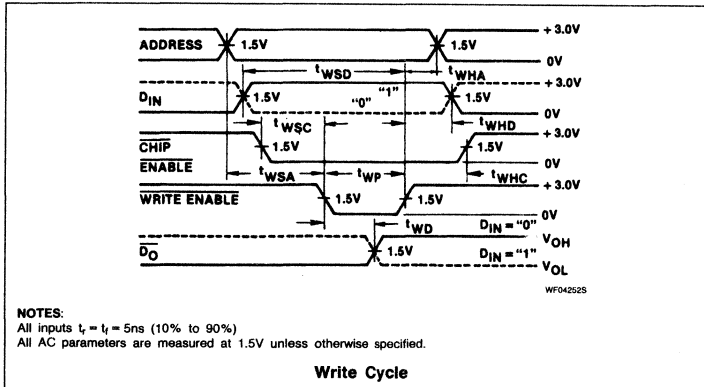 ADDRESS
1.5V
1.5V
+ 3.0V
0V
tWSD
tWHA
DIN
1.5V
"1"
"0"
1.5V
+ 3.0V
0V
tWSC
tWHD
CHIP
ENABLE
1.5V
1.5V
+ 3.0V
0V
tWSA
tWP
tWHC
WRITE ENABLE
1.5V
1.5V
+ 3.0V
0V
tWD
DIN = "0"
DO
1.5V
VOH
DIN = "1"
VOL
WF04252S
NOTES:
All inputs tr = tf = 5ns (10% to 90%)
All AC parameters are measured at 1.5V unless otherwise specified.
Write Cycle